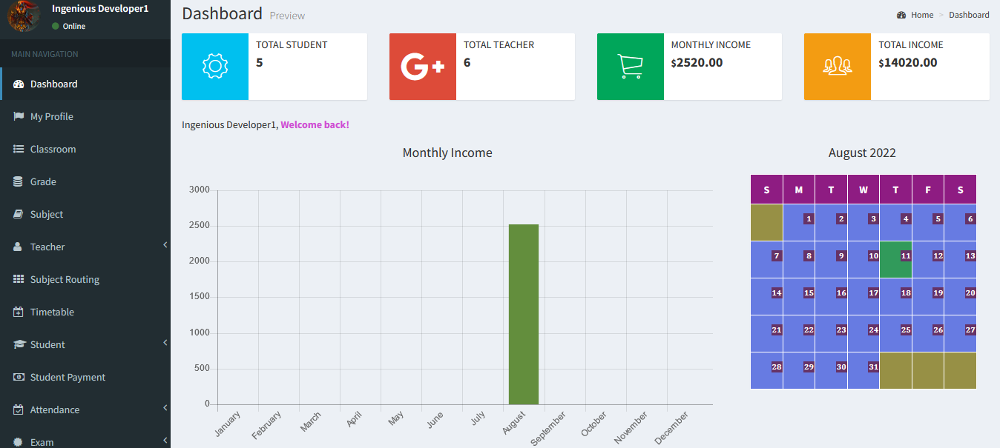 Ingenious Developer1
Online
MAIN NAVIGATION
Dashboard
My Profile
Classroom
Grade
Subject
Teacher
Subject Routing
Timetable
Student
Student Payment
Attendance
Exam
Dashboard Preview
Home > Dashboard
TOTAL STUDENT
5
G+
TOTAL TEACHER
6
MONTHLY INCOME
$2520.00
TOTAL INCOME
$14020.00
Ingenious Developer1, Welcome back!
Monthly Income
3000
2500
2000
1500
1000
500
0
January February March April May June July August September October November December
August 2022
S M T W T F S
1 2 3 4 5 6
7 8 9 10 11 12 13
14 15 16 17 18 19 20
21 22 23 24 25 26 27
28 29 30 31